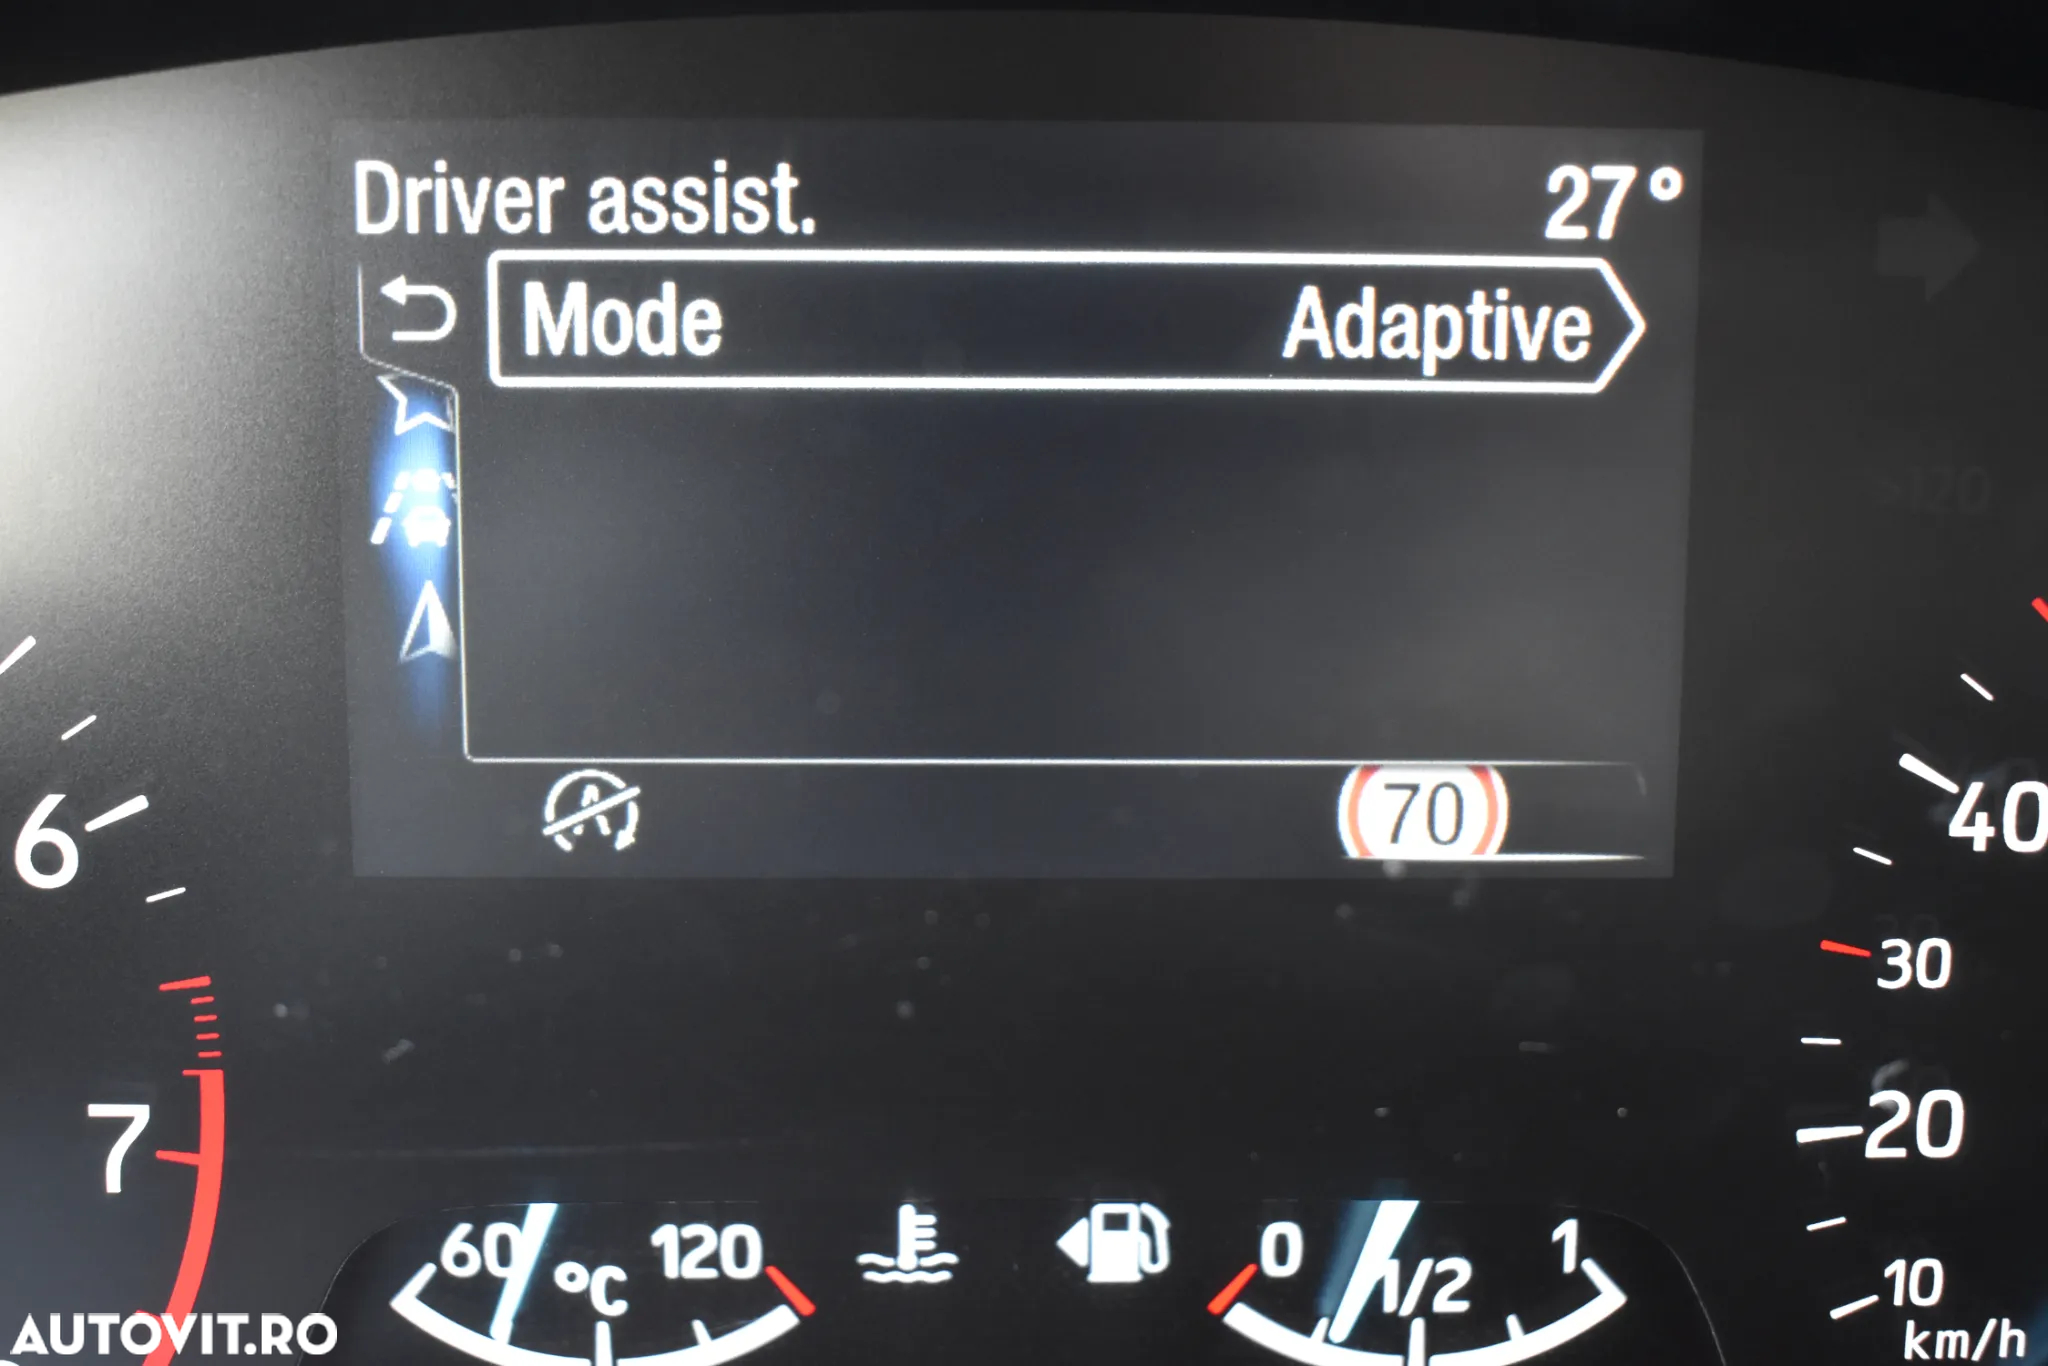 Driver assist. 27°
Mode Adaptive
70
6
7
40
30
20
10
km/h
60 °C 120
0 1/2 1
AUTOVIT.RO